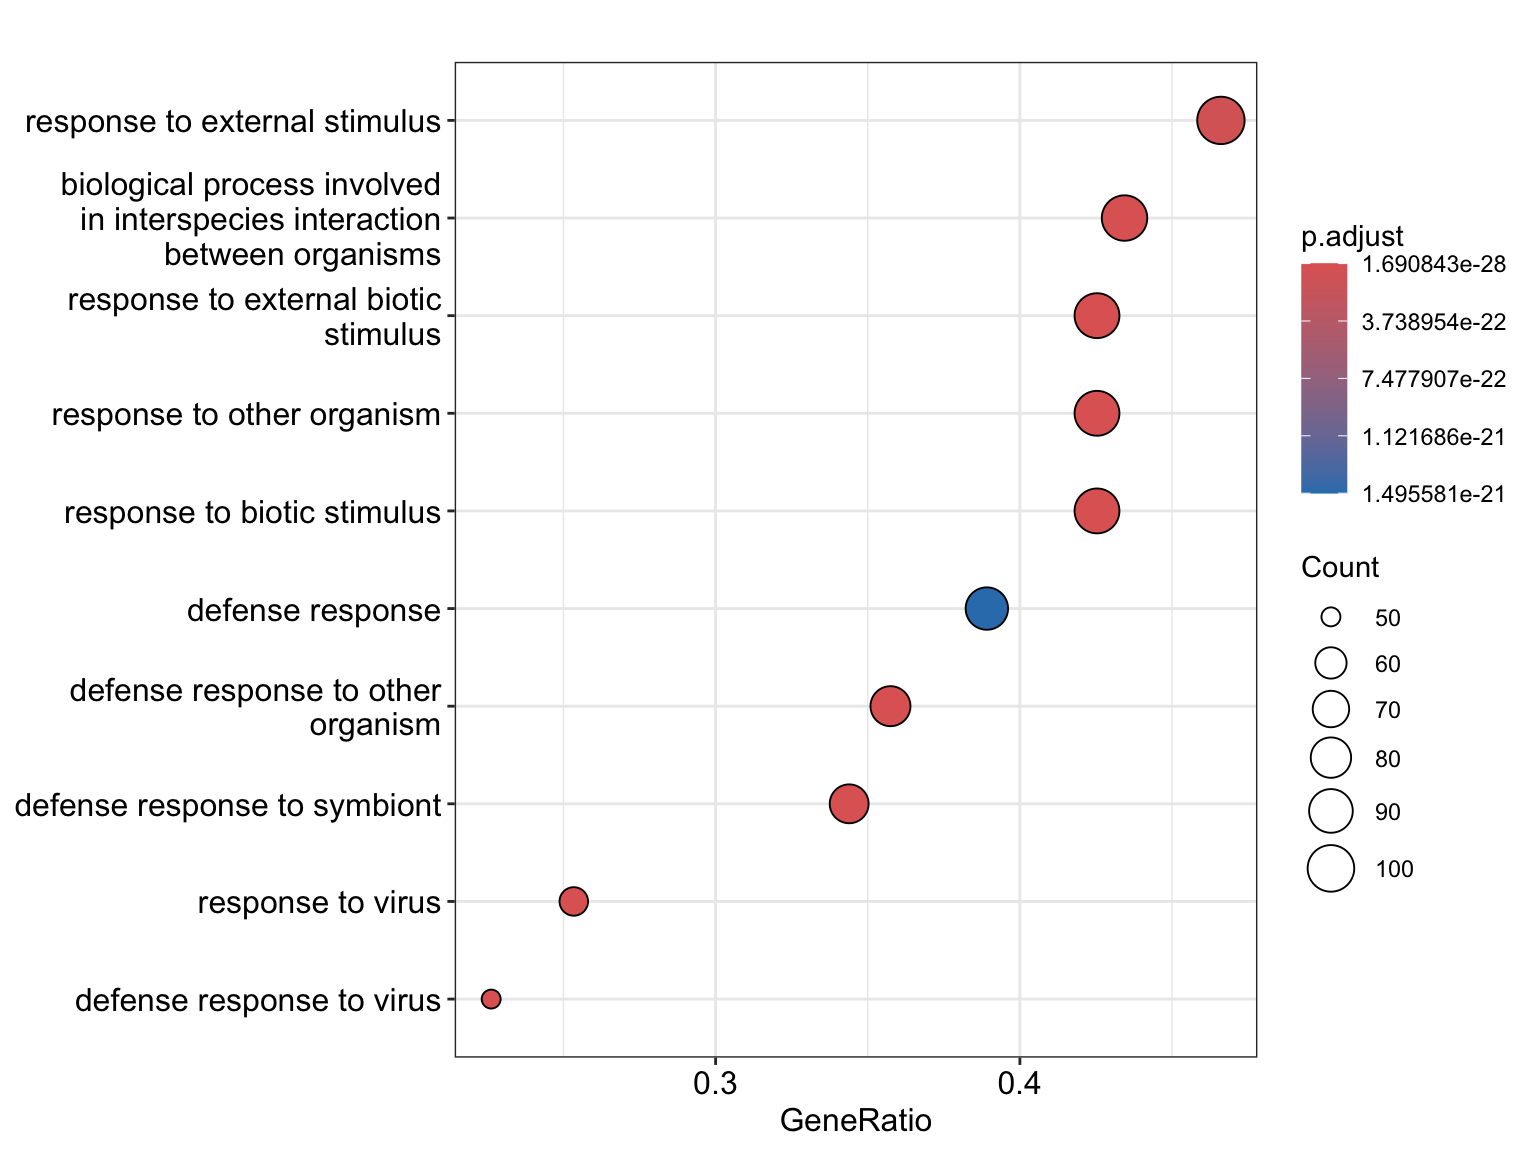 response to external stimulus
biological process involved
in interspecies interaction
between organisms
response to external biotic
stimulus
response to other organism
response to biotic stimulus
defense response
defense response to other
organism
defense response to symbiont
response to virus
defense response to virus
0.3
0.4
GeneRatio
p.adjust
1.690843e-28
3.738954e-22
7.477907e-22
1.121686e-21
1.495581e-21
Count
50
60
70
80
90
100